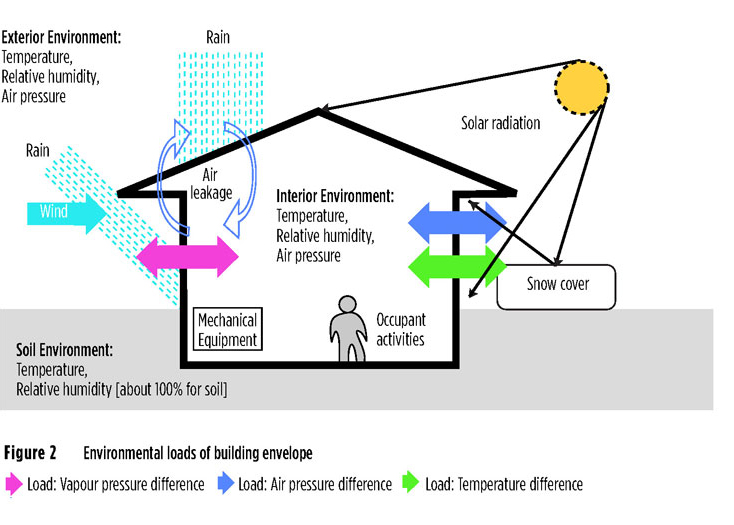 Exterior Environment:
Temperature,
Relative humidity,
Air pressure
Rain
Solar radiation
Rain
Wind
Air
leakage
Interior Environment:
Temperature,
Relative humidity,
Air pressure
Snow cover
Mechanical
Equipment
Occupant
activities
Soil Environment:
Temperature,
Relative humidity [about 100% for soil]
Figure 2 Environmental loads of building envelope
Load: Vapour pressure difference Load: Air pressure difference Load: Temperature difference